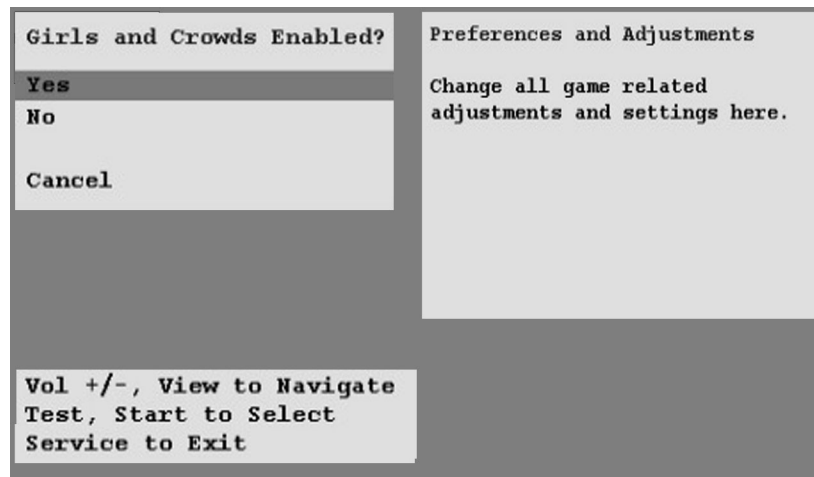 Girls and Crowds Enabled?
Yes
No
Cancel
Preferences and Adjustments
Change all game related
adjustments and settings here.
Vol +/-, View to Navigate
Test, Start to Select
Service to Exit